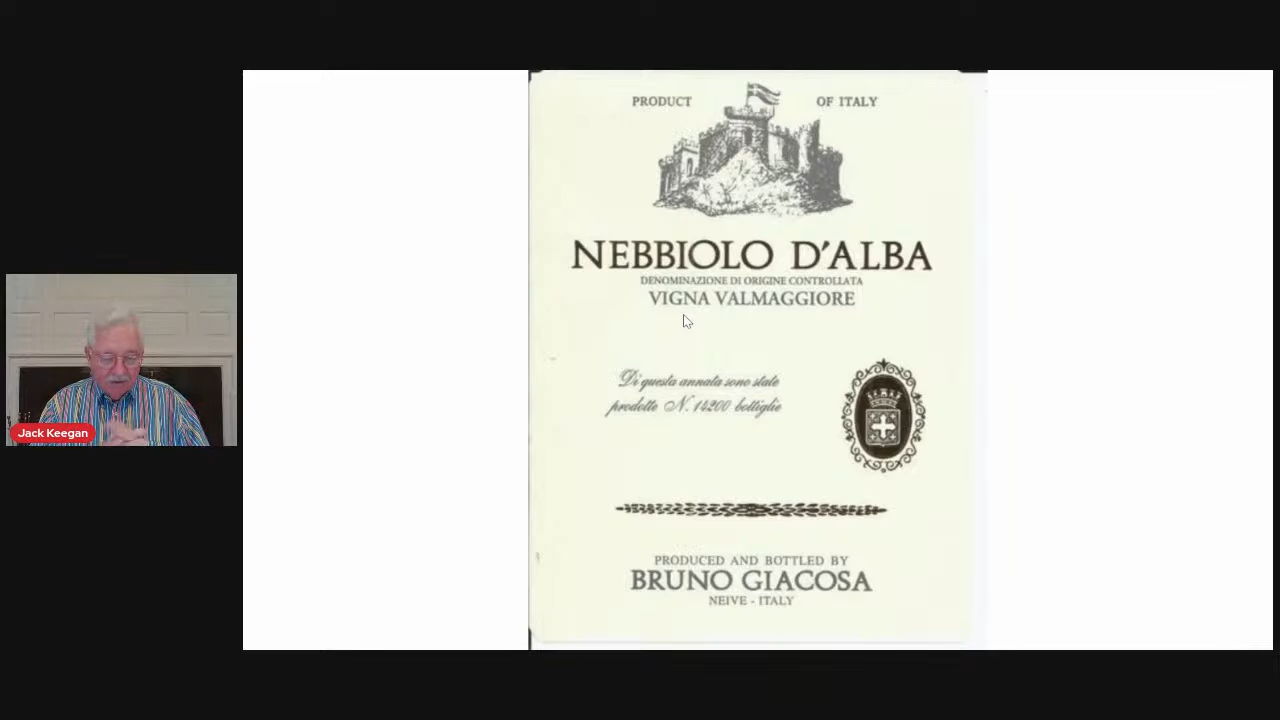 PRODUCT OF ITALY
NEBBIOLO D'ALBA
DENOMINAZIONE DI ORIGINE CONTROLLATA
VIGNA VALMAGGIORE
Di questa annata sono state
prodotte N. 14200 bottiglie
PRODUCED AND BOTTLED BY
BRUNO GIACOSA
NEIVE - ITALY
Jack Keegan